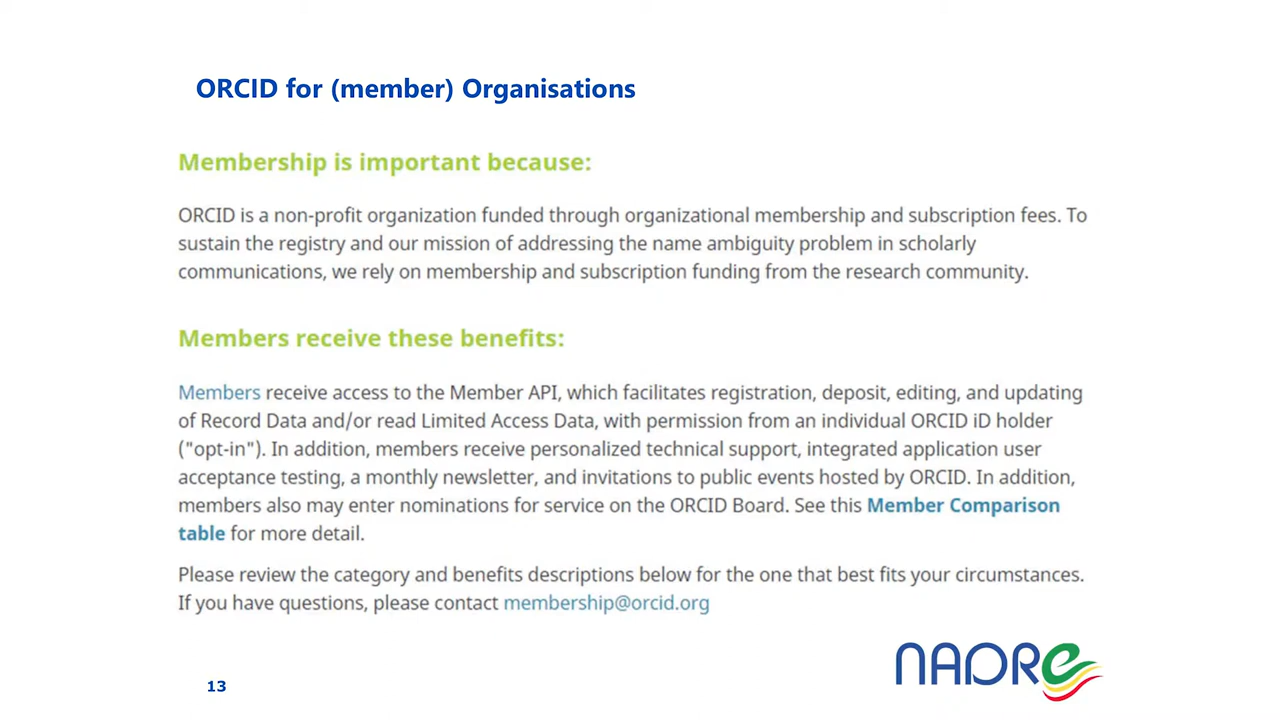 ORCID for (member) Organisations
Membership is important because:
ORCID is a non-profit organization funded through organizational membership and subscription fees. To
sustain the registry and our mission of addressing the name ambiguity problem in scholarly
communications, we rely on membership and subscription funding from the research community.
Members receive these benefits:
Members receive access to the Member API, which facilitates registration, deposit, editing, and updating
of Record Data and/or read Limited Access Data, with permission from an individual ORCID iD holder
("opt-in"). In addition, members receive personalized technical support, integrated application user
acceptance testing, a monthly newsletter, and invitations to public events hosted by ORCID. In addition,
members also may enter nominations for service on the ORCID Board. See this Member Comparison
table for more detail.
Please review the category and benefits descriptions below for the one that best fits your circumstances.
If you have questions, please contact membership@orcid.org
NADRe
13